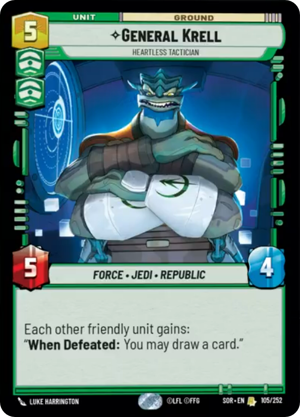 UNIT GROUND
5
✧GENERAL KRELL
HEARTLESS TACTICIAN
5
4
FORCE • JEDI • REPUBLIC
Each other friendly unit gains:
"When Defeated: You may draw a card."
LUKE HARRINGTON ©LFL ©FFG SOR • EN 105/252